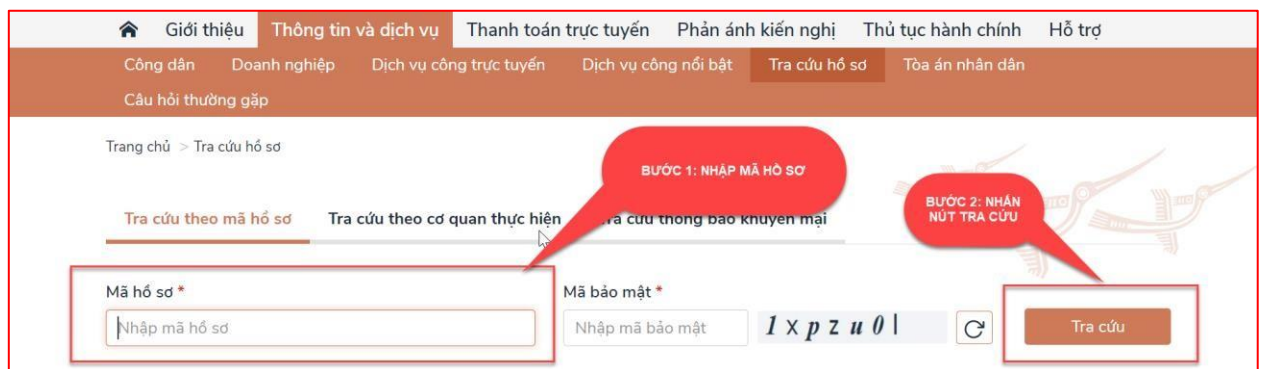 Giới thiệu Thông tin và dịch vụ Thanh toán trực tuyến Phản ánh kiến nghị Thủ tục hành chính Hỗ trợ
Công dân Doanh nghiệp Dịch vụ công trực tuyến Dịch vụ công nổi bật Tra cứu hồ sơ Tòa án nhân dân
Câu hỏi thường gặp
Trang chủ > Tra cứu hồ sơ
BƯỚC 1: NHẬP MÃ HỒ SƠ
BƯỚC 2: NHẤN
NÚT TRA CỨU
Tra cứu theo mã hồ sơ Tra cứu theo cơ quan thực hiện Tra cứu thông báo khuyến mại
Mã hồ sơ * Mã bảo mật *
Nhập mã hồ sơ Nhập mã bảo mật 1 x p z u 0 l Tra cứu